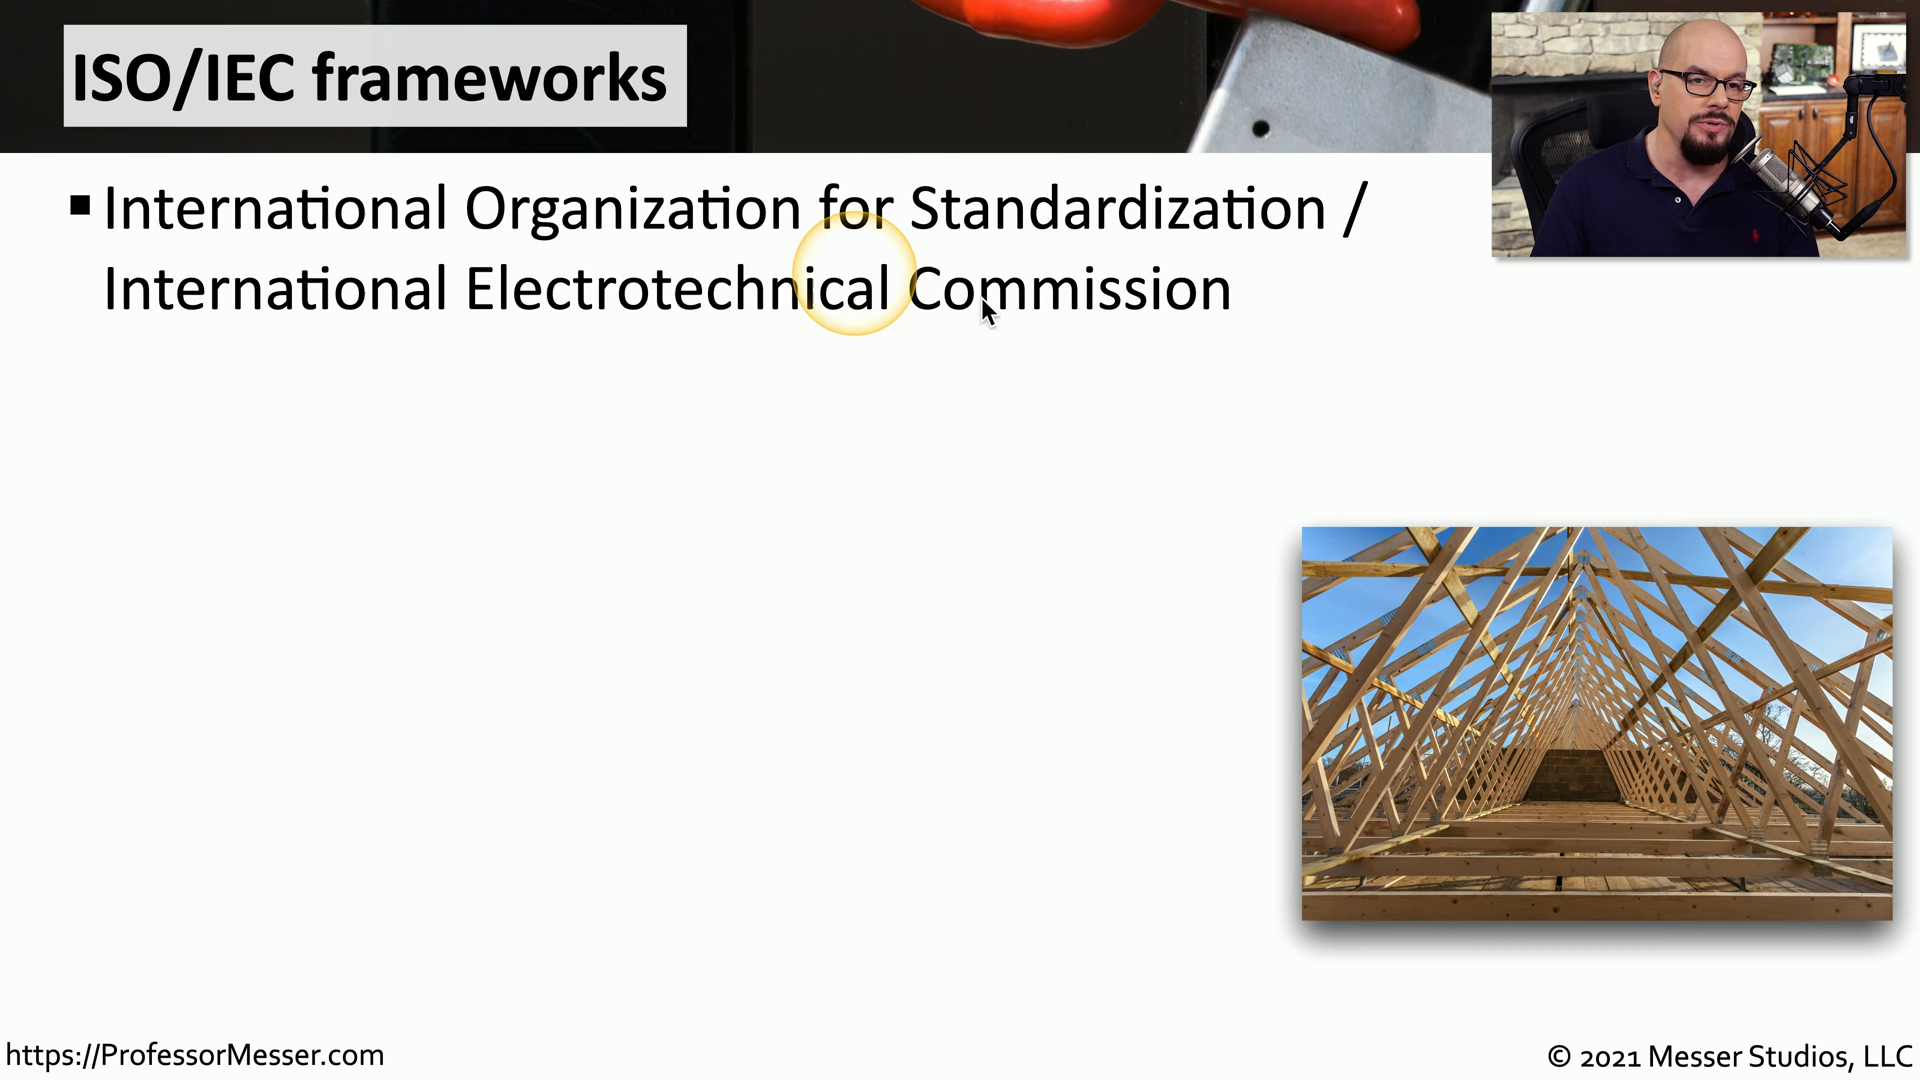 ISO/IEC frameworks
▪ International Organization for Standardization /
International Electrotechnical Commission
https://ProfessorMesser.com
© 2021 Messer Studios, LLC